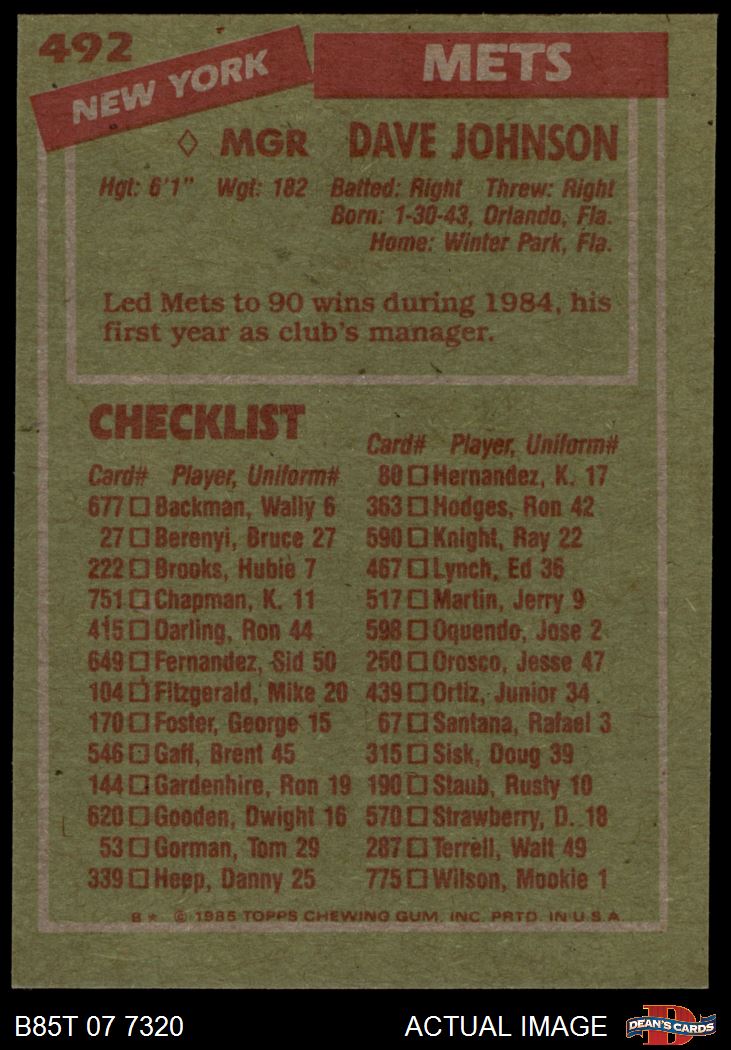 492
NEW YORK
METS
MGR DAVE JOHNSON
Hgt: 6'1" Wgt: 182 Batted: Right Threw: Right
Born: 1-30-43, Orlando, Fla.
Home: Winter Park, Fla.
Led Mets to 90 wins during 1984, his
first year as club's manager.
CHECKLIST
Card# Player, Uniform#
677 Backman, Wally 6
27 Berenyi, Bruce 27
222 Brooks, Hubie 7
751 Chapman, K. 11
415 Darling, Ron 44
649 Fernandez, Sid 50
104 Fitzgerald, Mike 20
170 Foster, George 15
546 Gaff, Brent 45
144 Gardenhire, Ron 19
620 Gooden, Dwight 16
53 Gorman, Tom 29
339 Heep, Danny 25
Card# Player, Uniform#
80 Hernandez, K. 17
363 Hodges, Ron 42
590 Knight, Ray 22
467 Lynch, Ed 36
517 Martin, Jerry 9
598 Oquendo, Jose 2
250 Orosco, Jesse 47
439 Ortiz, Junior 34
67 Santana, Rafael 3
315 Sisk, Doug 39
190 Staub, Rusty 10
570 Strawberry, D. 18
287 Terrell, Walt 49
775 Wilson, Mookie 1
B* © 1985 TOPPS CHEWING GUM, INC. PRTD. IN U.S.A.
B85T 07 7320
ACTUAL IMAGE
DEAN'S CARDS